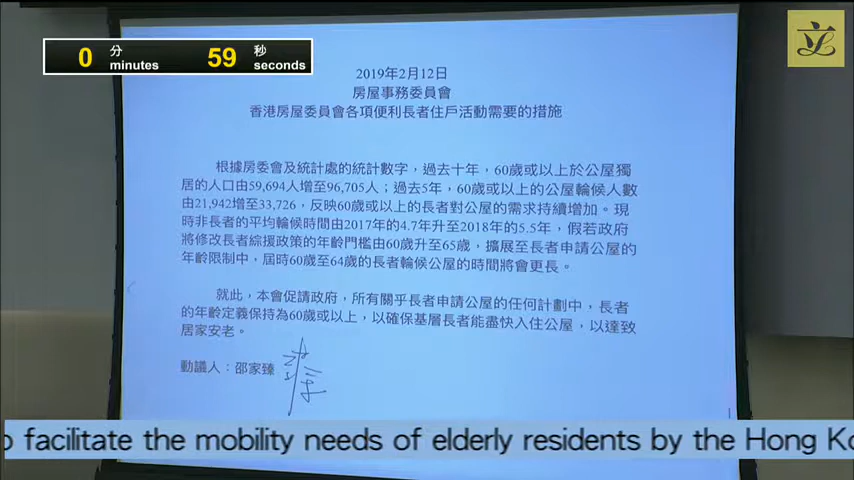 0 分 minutes 59 秒 seconds
2019年2月12日
房屋事務委員會
香港房屋委員會各項便利長者住戶活動需要的措施
根據房委會及統計處的統計數字，過去十年，60歲或以上於公屋獨
居的人口由59,694人增至96,705人；過去5年，60歲或以上的公屋輪候人數
由21,942增至33,726，反映60歲或以上的長者對公屋的需求持續增加。現
時非長者的平均輪候時間由2017年的4.7年升至2018年的5.5年，假若政府
將修改長者綜援政策的年齡門檻由60歲升至65歲，擴展至長者申請公屋的
年齡限制中，屆時60歲至64歲的長者輪候公屋的時間將會更長。
就此，本會促請政府，所有關乎長者申請公屋的任何計劃中，長者
的年齡定義保持為60歲或以上，以確保基層長者能盡快入住公屋，以達致
居家安老。
動議人：邵家臻
o facilitate the mobility needs of elderly residents by the Hong Ko